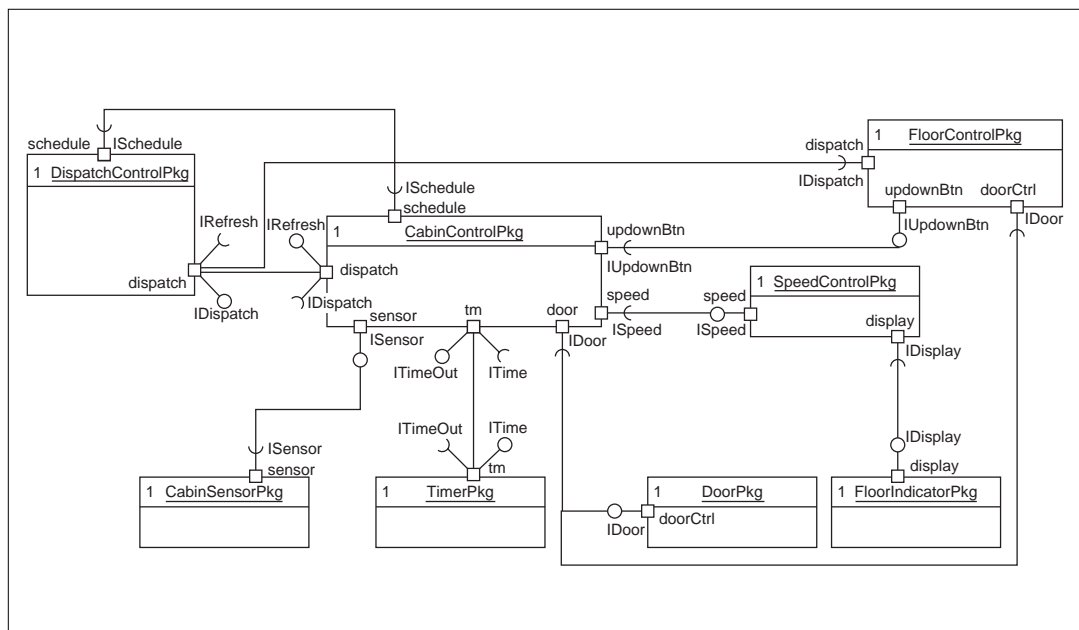 schedule ISchedule
1 DispatchControlPkg
IRefresh
dispatch
IDispatch
ISchedule
schedule
1 CabinControlPkg
IRefresh
dispatch
IDispatch
updownBtn
IUpdownBtn
speed
ISpeed
sensor
ISensor
tm
ITimeOut
ITime
door
IDoor
dispatch
IDispatch
1 FloorControlPkg
updownBtn
doorCtrl
IUpdownBtn
IDoor
speed
ISpeed
1 SpeedControlPkg
display
IDisplay
ISensor
sensor
1 CabinSensorPkg
ITimeOut
ITime
tm
1 TimerPkg
IDoor
1 DoorPkg
doorCtrl
IDisplay
display
1 FloorIndicatorPkg